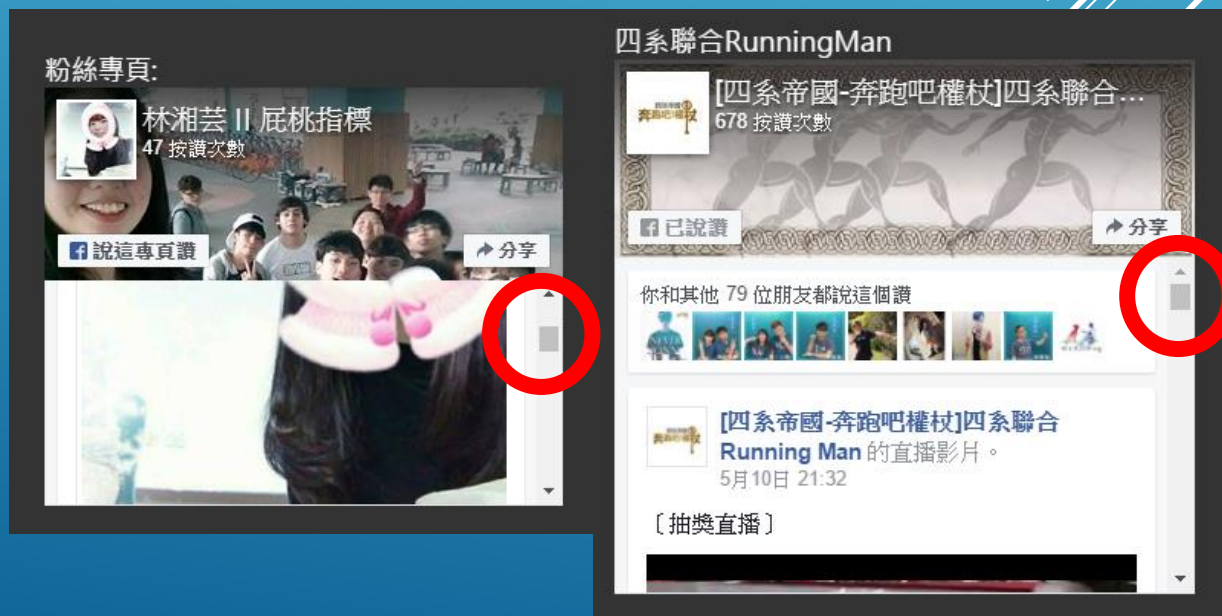 粉絲專頁:
林湘芸 II 屁桃指標
47 按讚次數
說這專頁讚
分享
四系聯合RunningMan
[四系帝國-奔跑吧權杖]四系聯合...
678 按讚次數
已說讚
分享
你和其他 79 位朋友都說這個讚
[四系帝國-奔跑吧權杖]四系聯合
Running Man 的直播影片。
5月10日 21:32
〔抽獎直播〕